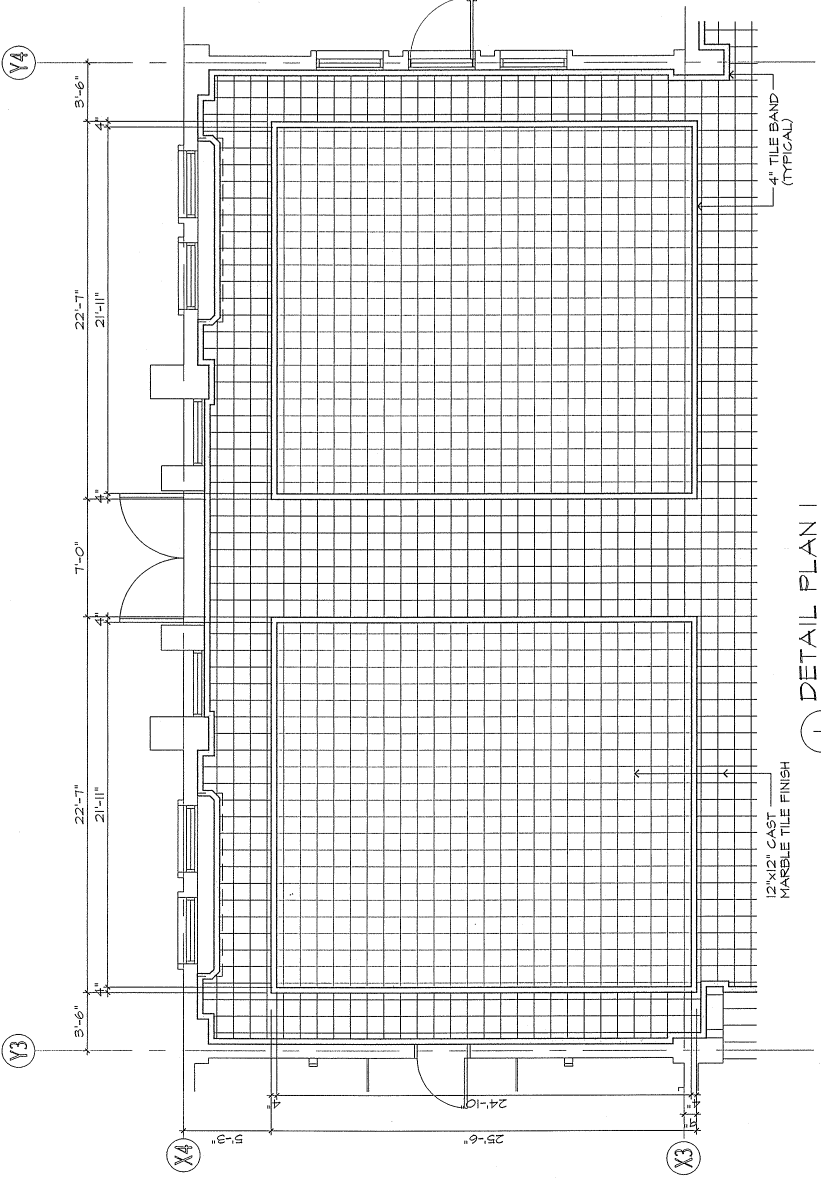 Y4
3'-6"
4"
22'-7"
21'-11"
4"
7'-0"
4"
22'-7"
21'-11"
4"
3'-6"
Y3
X4
5'-3"
4"
24'-10"
25'-6"
4"
X3
4" TILE BAND
(TYPICAL)
12"x12" CAST
MARBLE TILE FINISH
1
DETAIL PLAN 1